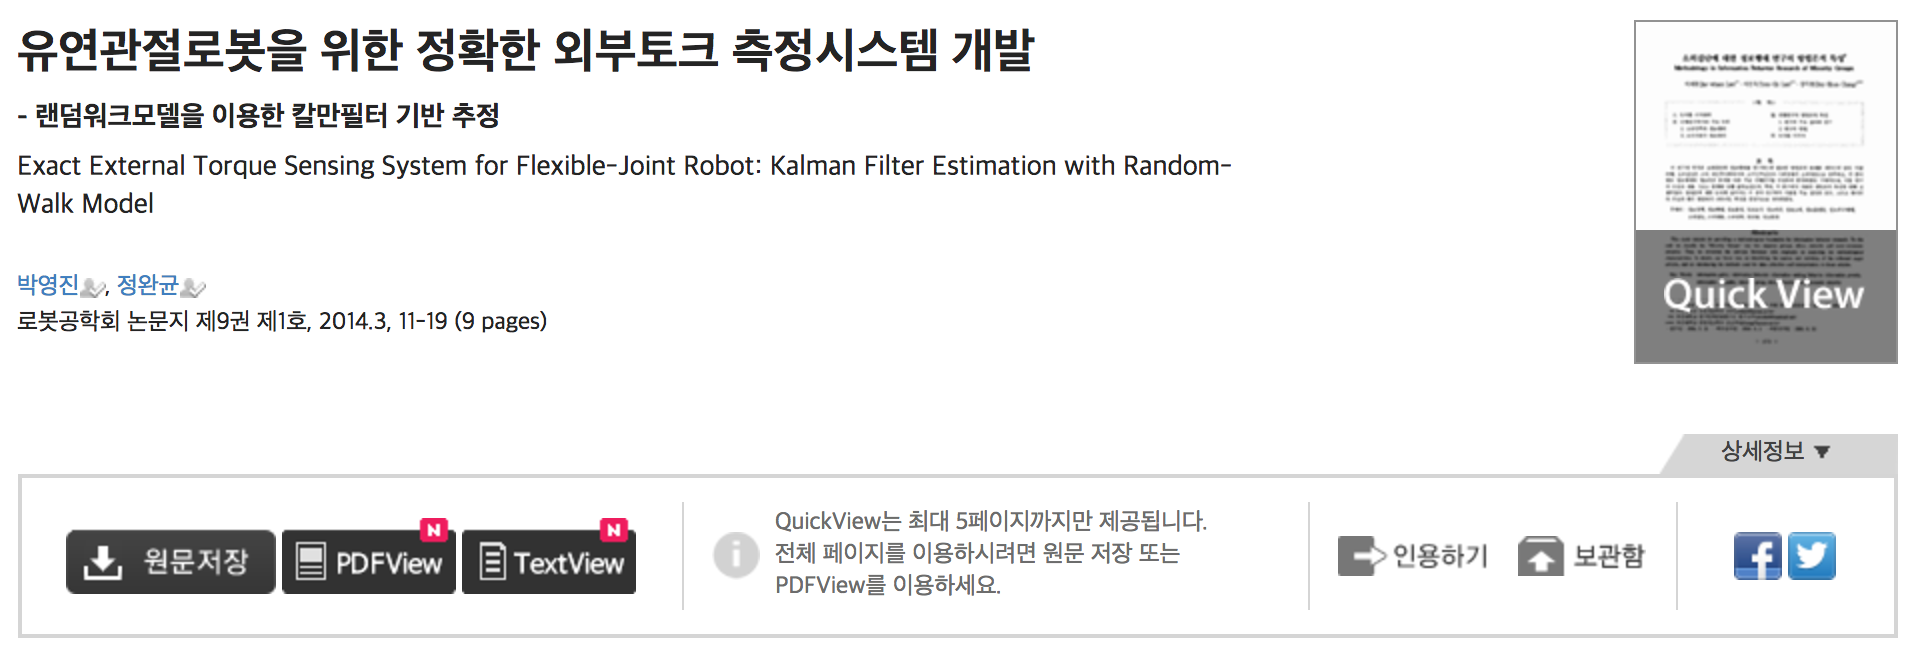 유연관절로봇을 위한 정확한 외부토크 측정시스템 개발
- 랜덤워크모델을 이용한 칼만필터 기반 추정
Exact External Torque Sensing System for Flexible-Joint Robot: Kalman Filter Estimation with Random-
Walk Model
박영진, 정완균
로봇공학회 논문지 제9권 제1호, 2014.3, 11-19 (9 pages)
Quick View
상세정보 ▼
원문저장
N
PDFView
N
TextView
QuickView는 최대 5페이지까지만 제공됩니다.
전체 페이지를 이용하시려면 원문 저장 또는
PDFView를 이용하세요.
인용하기
보관함